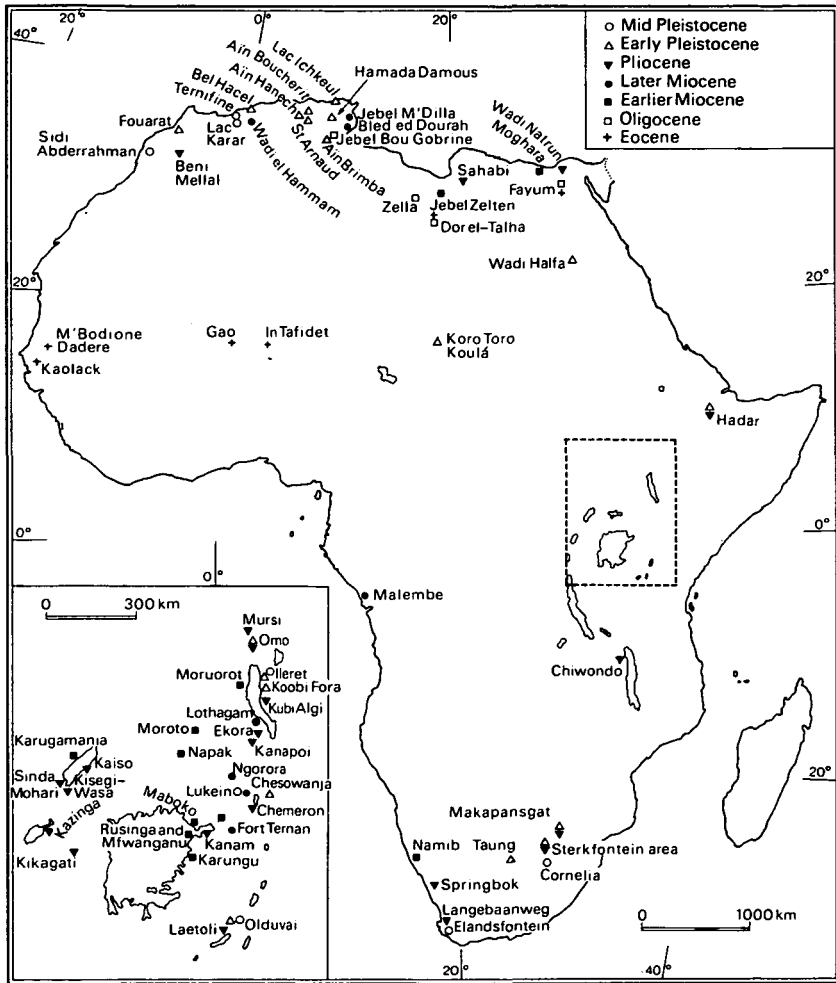 40°
20°
0°
20°
Mid Pleistocene
Early Pleistocene
Pliocene
Later Miocene
Earlier Miocene
Oligocene
Eocene
Lac Ichkeul
Aïn Boucherit
Aïn Hanech
Bel Hacel
Ternifine
Hamada Damous
Fouarat
Lac
Karar
Sidi
Abderrahman
Beni
Mellal
Wadi el Hammam
St Arnaud
Aïn Brimba
Jebel M'Dilla
Bled ed Dourah
Jebel Bou Gobrine
Wadi Natrun
Moghara
Sahabi
Fayum
Zella
Jebel Zelten
Dor el-Talha
Wadi Halfa
20°
20°
M'Bodione
Dadere
Kaolack
Gao
In Tafidet
Koro Toro
Koulá
Hadar
0°
0°
0°
Malembe
Chiwondo
20°
Makapansgat
Namib
Taung
Sterkfontein area
Cornelia
Springbok
Langebaanweg
Elandsfontein
0
1000 km
20°
40°
0
300 km
Mursi
Omo
Moruorot
Ileret
Koobi Fora
Kubi Algi
Lothagam
Moroto
Ekora
Kanapoi
Karugamania
Napak
Kaiso
Ngorora
Sinda
Mohari
Kisegi-
Wasa
Lukein
Chesowanja
Chemeron
Kazinga
Maboko
Rusinga and
Mfwanganu
Fort Ternan
Kanam
Karungu
Kikagati
Laetoli
Olduvai